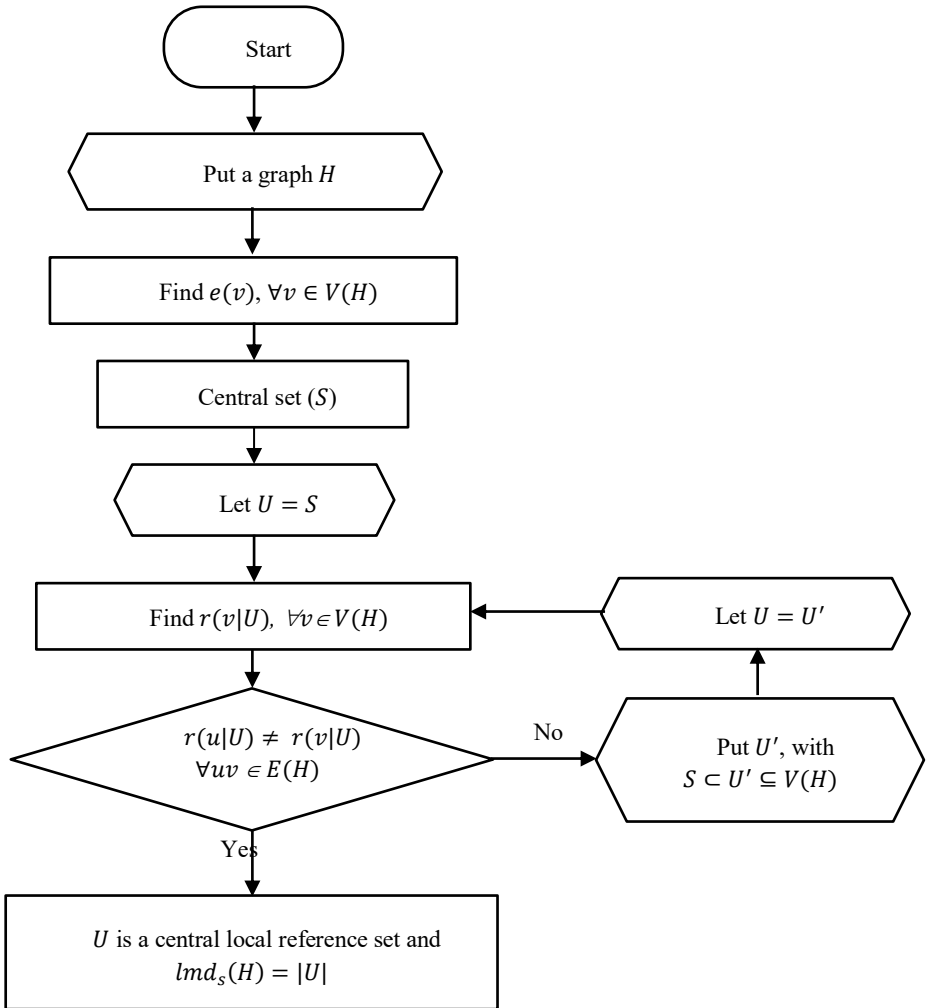 Start
Put a graph 𝐻
Find 𝑒(𝑣), ∀𝑣 ∈ 𝑉(𝐻)
Central set (𝑆)
Let 𝑈 = 𝑆
Find 𝑟(𝑣|𝑈), ∀𝑣 ∈ 𝑉(𝐻)
Let 𝑈 = 𝑈′
𝑟(𝑢|𝑈) ≠ 𝑟(𝑣|𝑈)
∀𝑢𝑣 ∈ 𝐸(𝐻)
No
Put 𝑈′, with
𝑆 ⊂ 𝑈′ ⊆ 𝑉(𝐻)
Yes
𝑈 is a central local reference set and
𝑙𝑚𝑑ₛ(𝐻) = |𝑈|